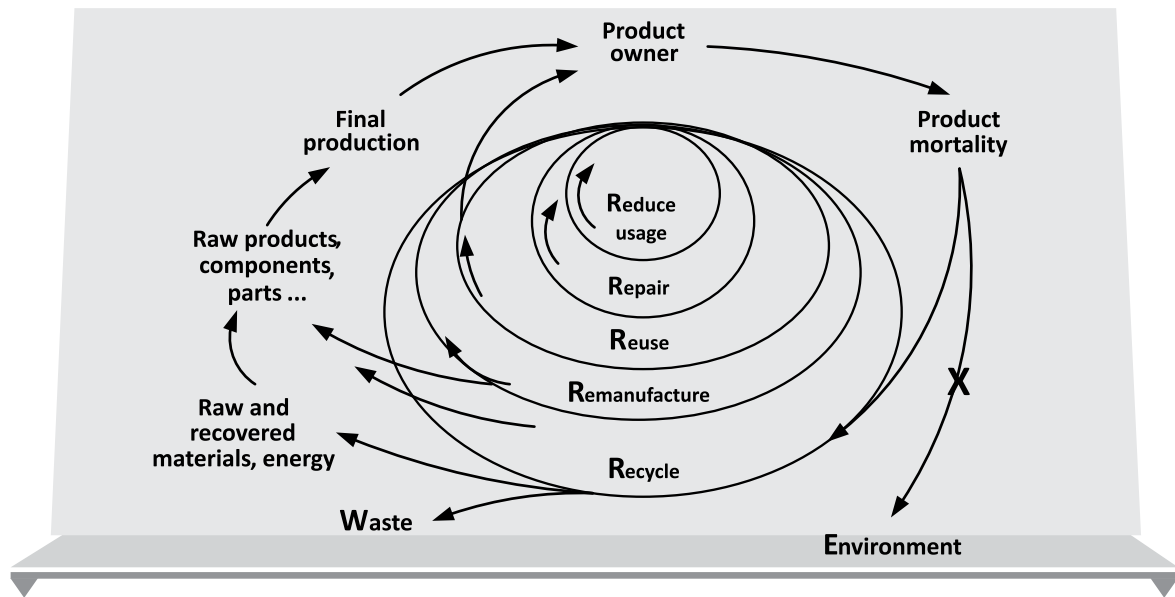 Product
owner
Final
production
Product
mortality
Reduce
usage
Raw products,
components,
parts ...
Repair
Reuse
Remanufacture
X
Raw and
recovered
materials, energy
Recycle
Waste
Environment